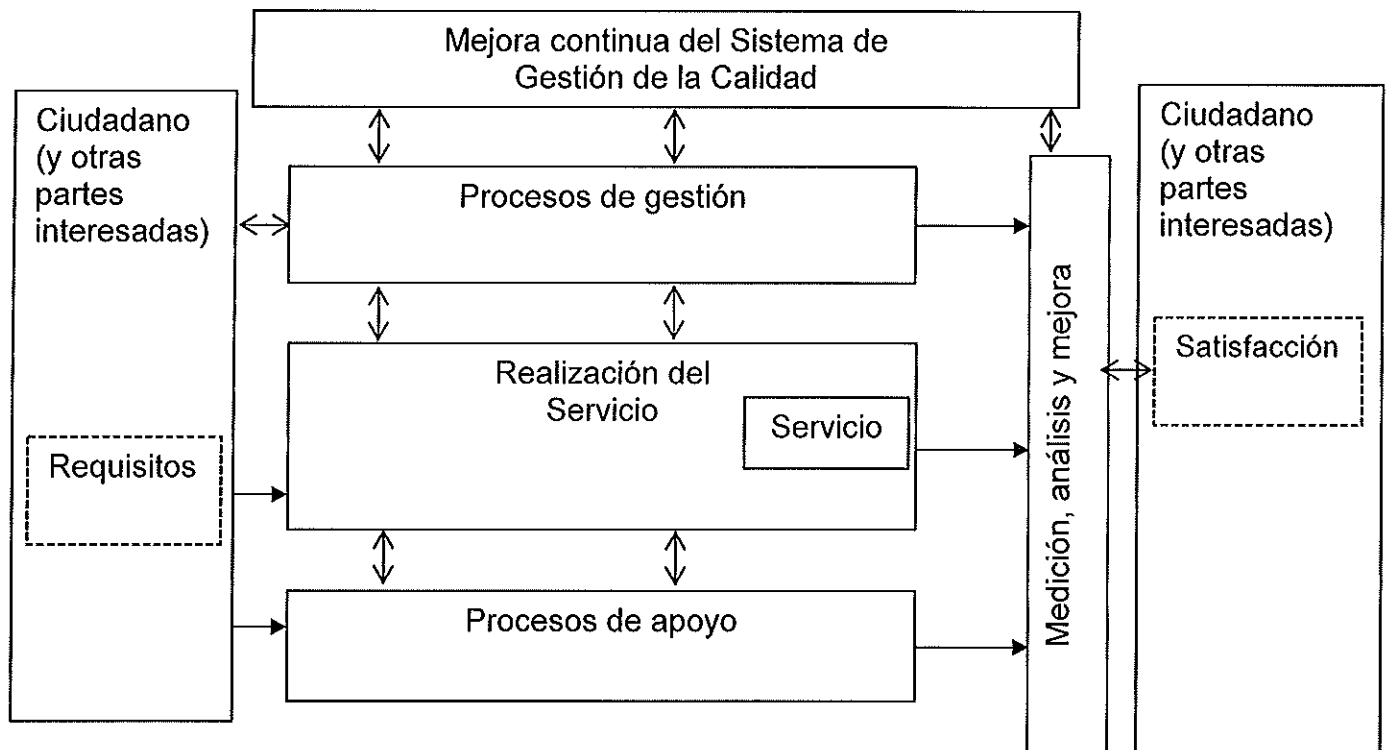 Mejora continua del Sistema de
Gestión de la Calidad
Ciudadano
(y otras
partes
interesadas)
Requisitos
Procesos de gestión
Realización del
Servicio
Servicio
Procesos de apoyo
Medición, análisis y mejora
Ciudadano
(y otras
partes
interesadas)
Satisfacción